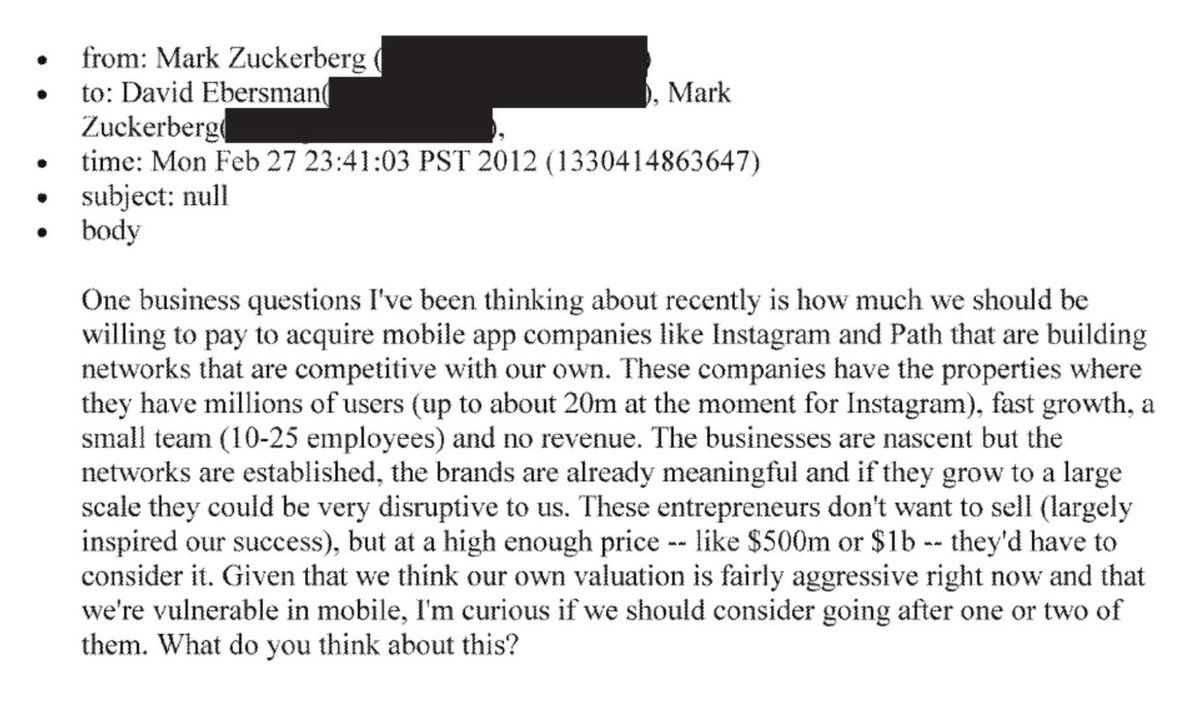 • from: Mark Zuckerberg (
• to: David Ebersman( ), Mark
Zuckerberg( ),
• time: Mon Feb 27 23:41:03 PST 2012 (1330414863647)
• subject: null
• body
One business questions I've been thinking about recently is how much we should be
willing to pay to acquire mobile app companies like Instagram and Path that are building
networks that are competitive with our own. These companies have the properties where
they have millions of users (up to about 20m at the moment for Instagram), fast growth, a
small team (10-25 employees) and no revenue. The businesses are nascent but the
networks are established, the brands are already meaningful and if they grow to a large
scale they could be very disruptive to us. These entrepreneurs don't want to sell (largely
inspired our success), but at a high enough price -- like $500m or $1b -- they'd have to
consider it. Given that we think our own valuation is fairly aggressive right now and that
we're vulnerable in mobile, I'm curious if we should consider going after one or two of
them. What do you think about this?